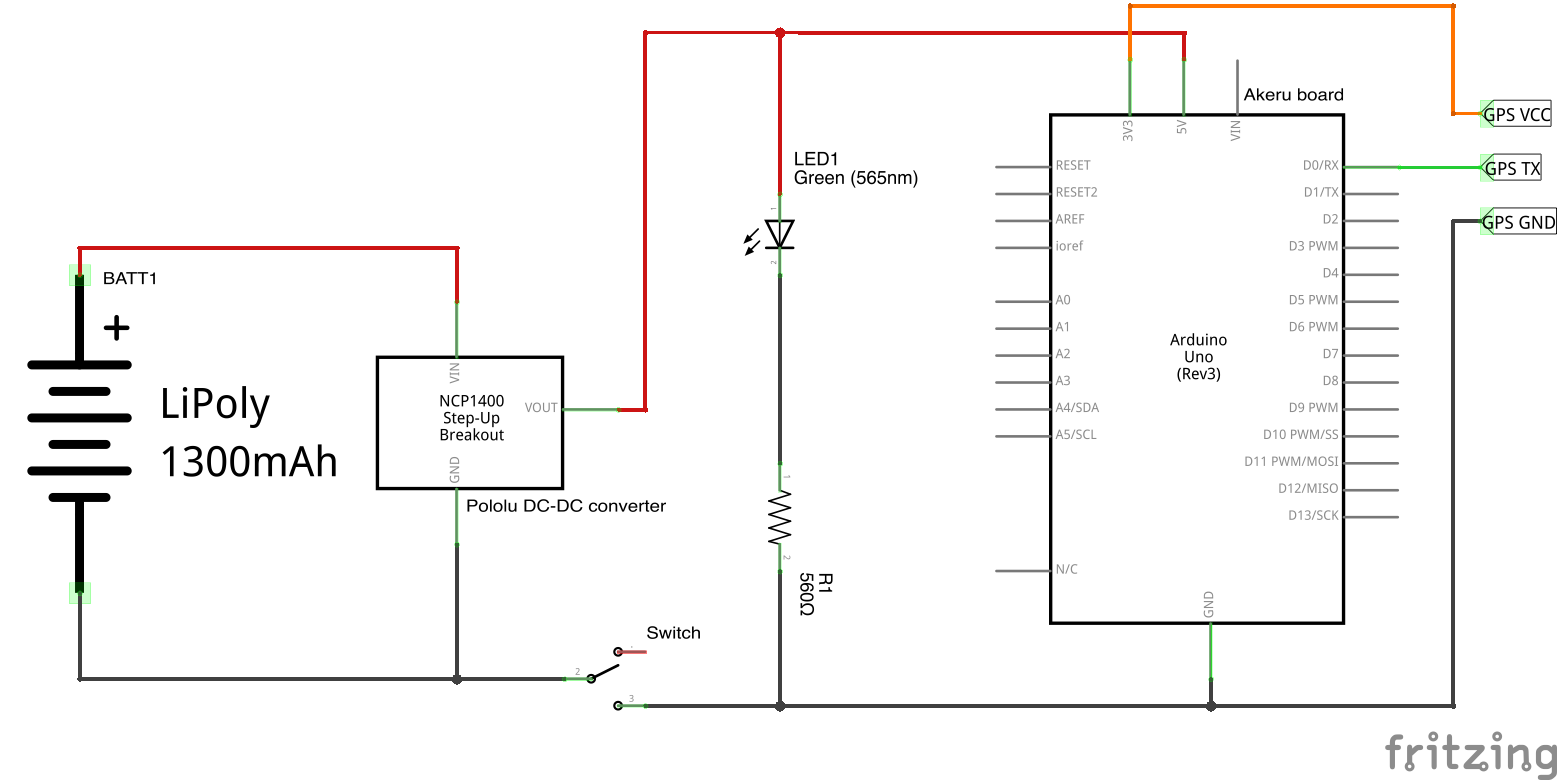 Akeru board
3V3
5V
VIN
GPS VCC
GPS TX
GPS GND
LED1
Green (565nm)
1
2
RESET
RESET2
AREF
ioref
A0
A1
A2
A3
A4/SDA
A5/SCL
N/C
Arduino
Uno
(Rev3)
D0/RX
D1/TX
D2
D3 PWM
D4
D5 PWM
D6 PWM
D7
D8
D9 PWM
D10 PWM/SS
D11 PWM/MOSI
D12/MISO
D13/SCK
GND
BATT1
+
LiPoly
1300mAh
VIN
NCP1400
Step-Up
Breakout
VOUT
GND
Pololu DC-DC converter
1
2
R1
560Ω
Switch
2
3
fritzing